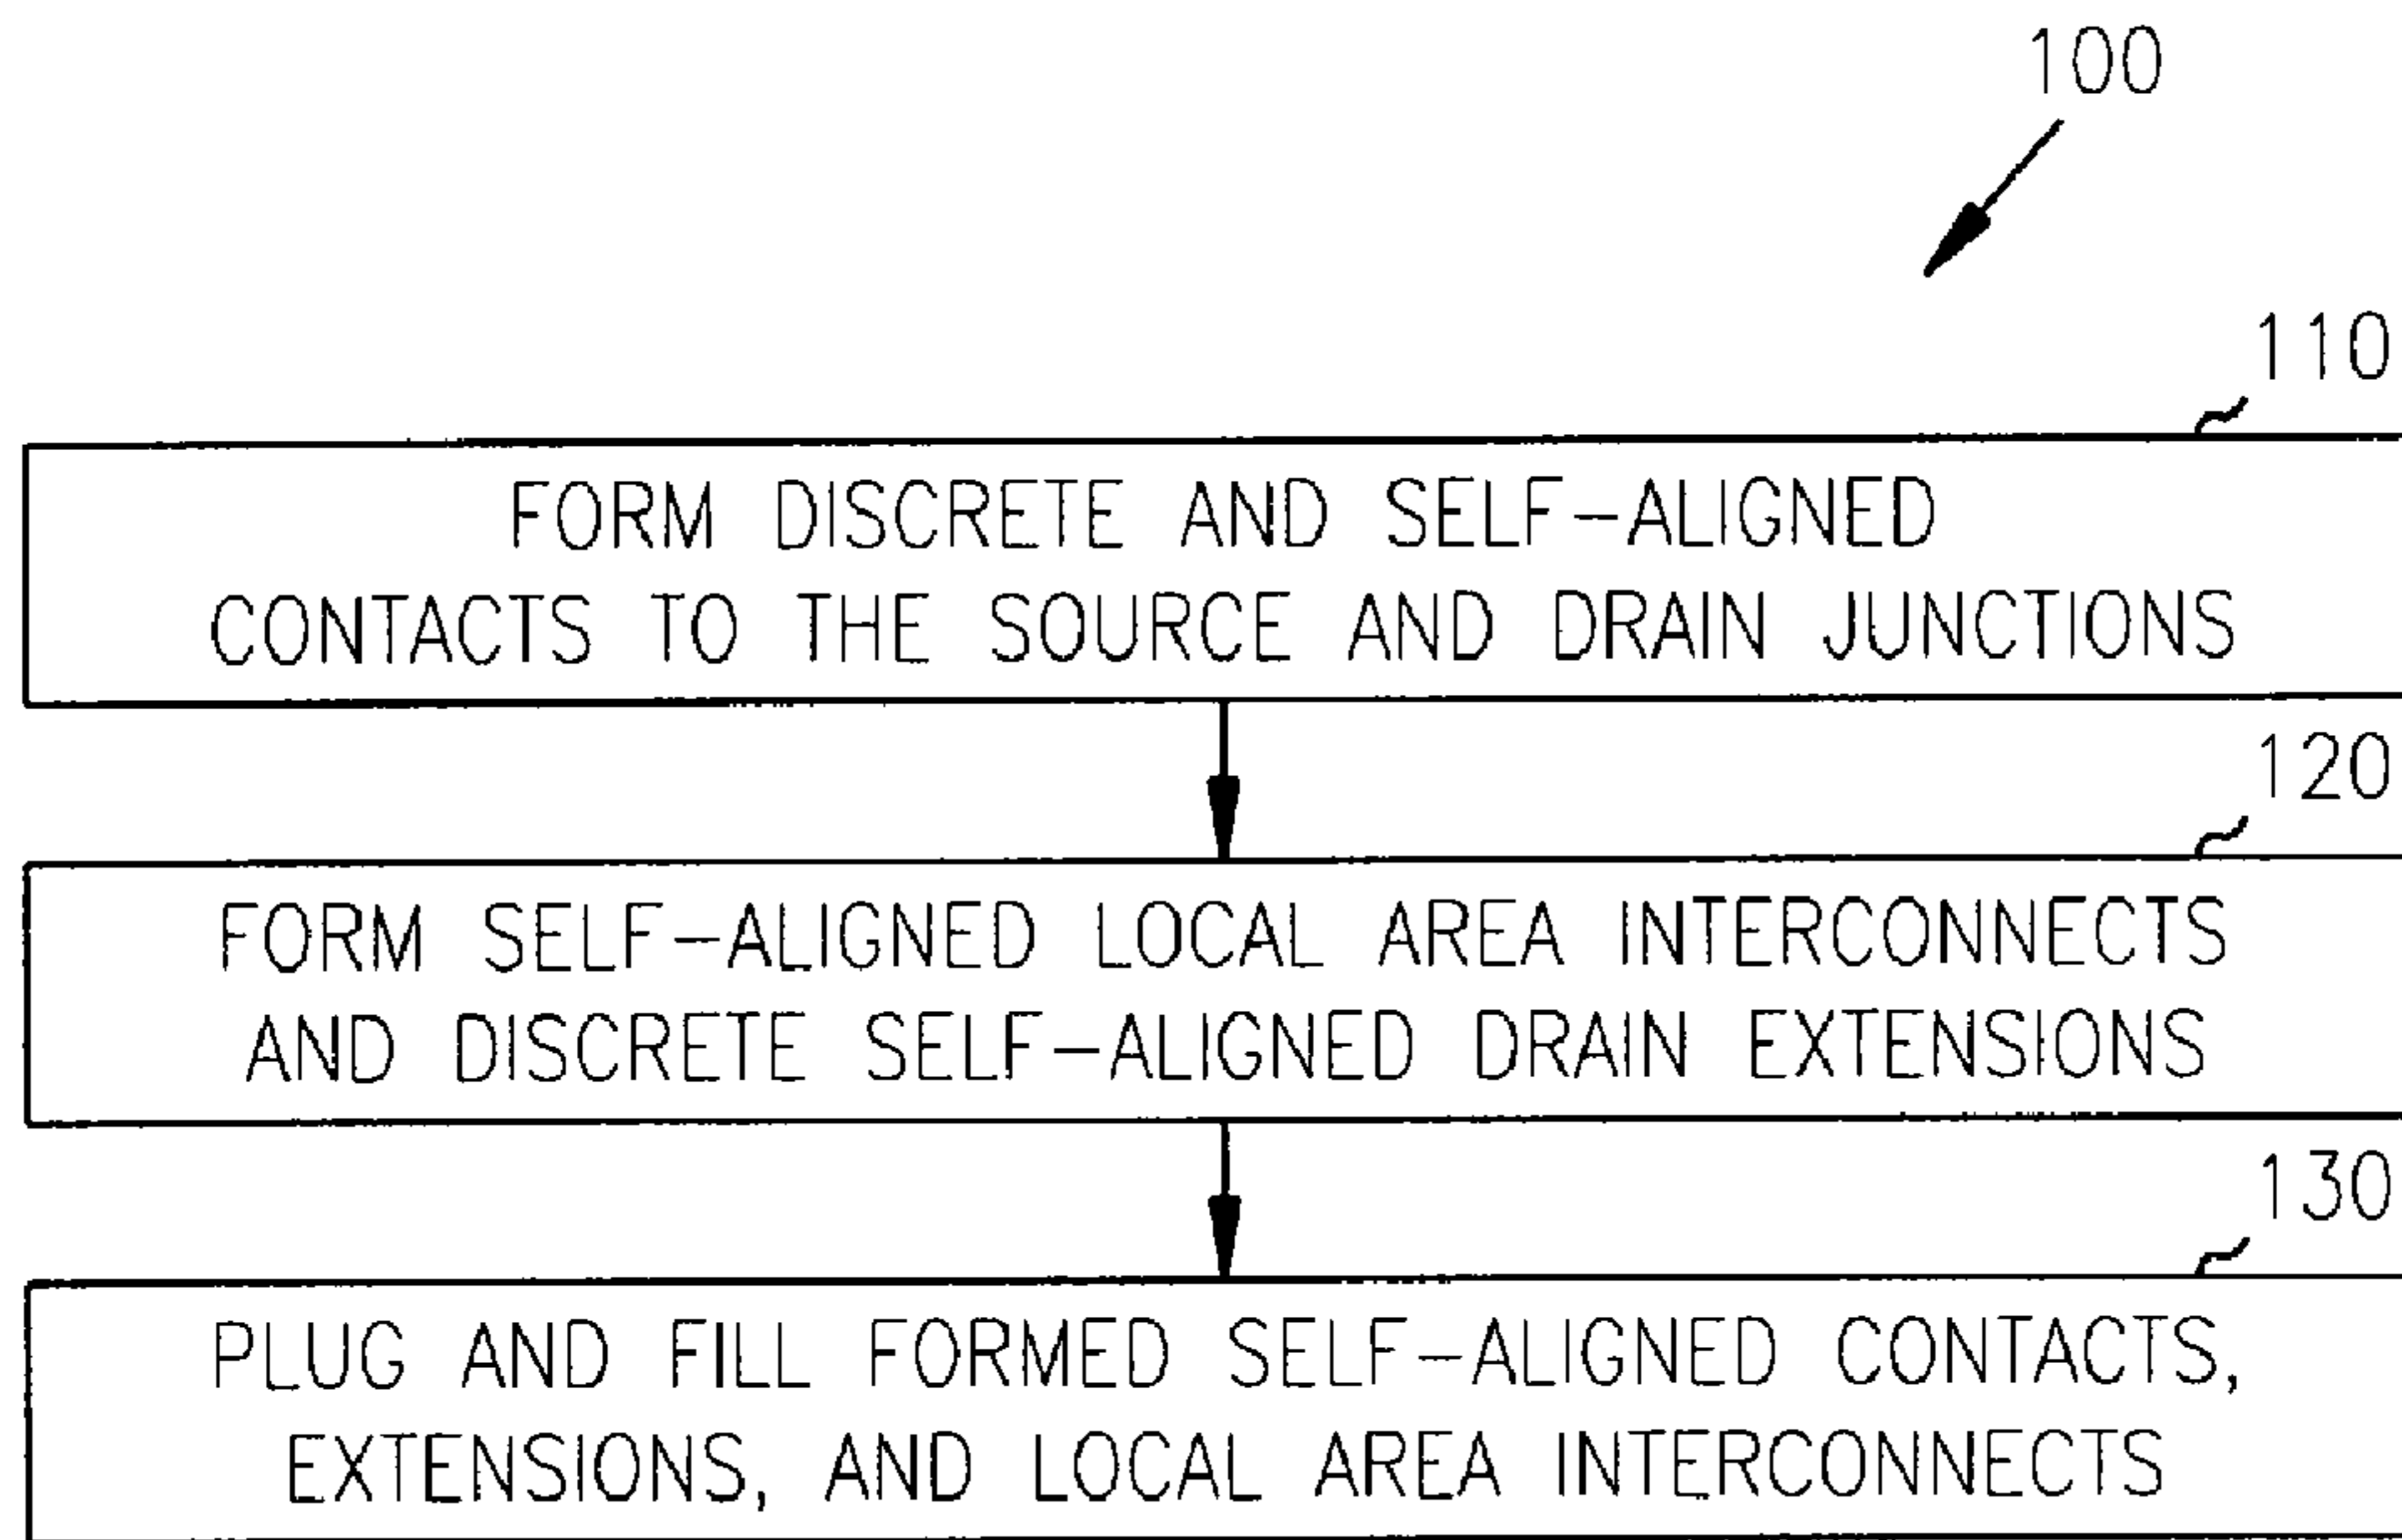 100
110
FORM DISCRETE AND SELF-ALIGNED
CONTACTS TO THE SOURCE AND DRAIN JUNCTIONS
120
FORM SELF-ALIGNED LOCAL AREA INTERCONNECTS
AND DISCRETE SELF-ALIGNED DRAIN EXTENSIONS
130
PLUG AND FILL FORMED SELF-ALIGNED CONTACTS,
EXTENSIONS, AND LOCAL AREA INTERCONNECTS